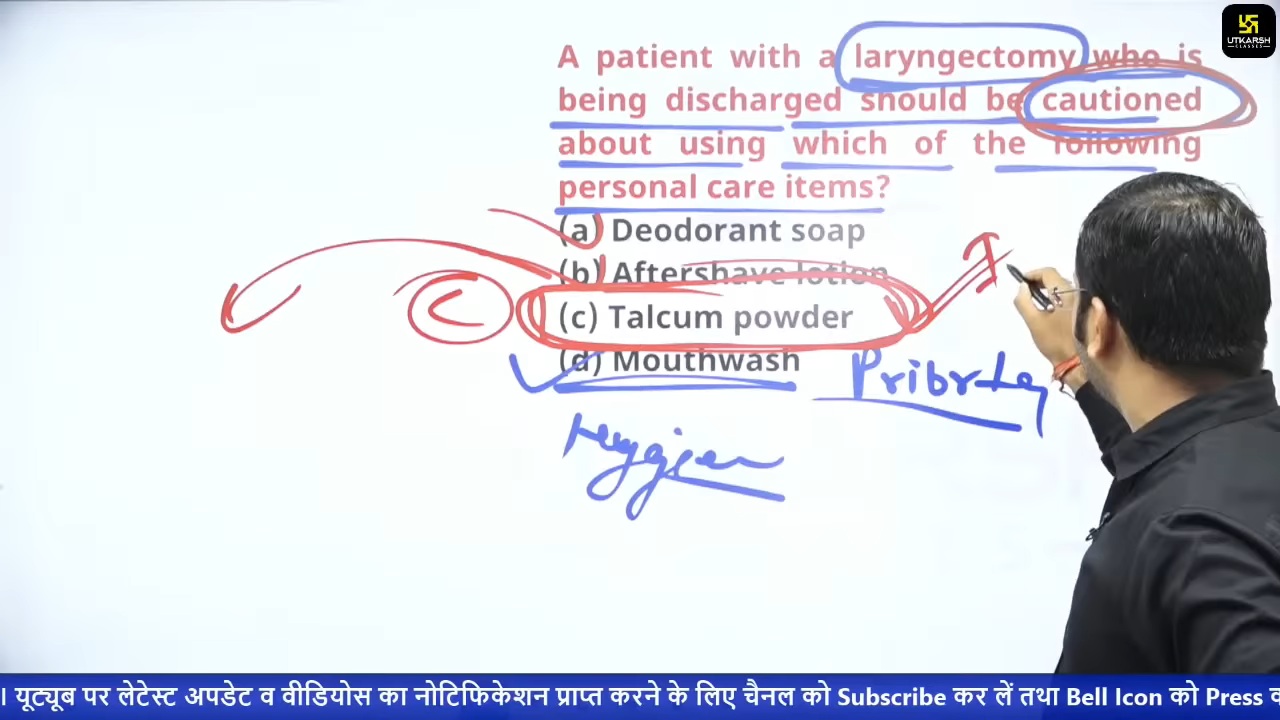 UTKARSH
CLASSES
A patient with a laryngectomy who is
being discharged should be cautioned
about using which of the following
personal care items?
(a) Deodorant soap
(b) Aftershave lotion
(c) Talcum powder
(d) Mouthwash
C
। यूट्यूब पर लेटेस्ट अपडेट व वीडियोस का नोटिफिकेशन प्राप्त करने के लिए चैनल को Subscribe कर लें तथा Bell Icon को Press